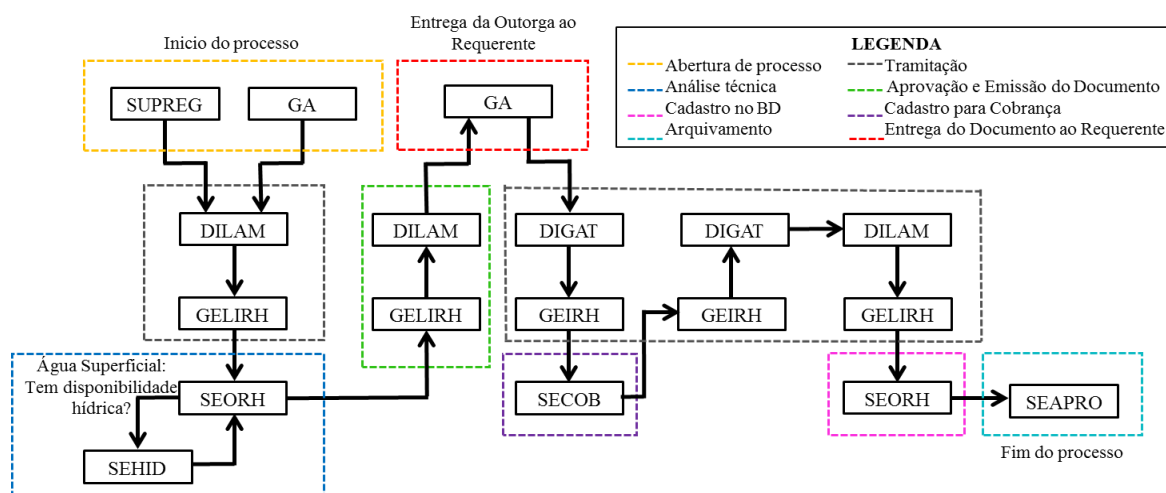 Inicio do processo
SUPREG
GA
DILAM
GELIRH
Água Superficial:
Tem disponibilidade
hídrica?
SEORH
SEHID
GELIRH
DILAM
Entrega da Outorga ao
Requerente
GA
DIGAT
GEIRH
SECOB
GEIRH
DIGAT
DILAM
GELIRH
SEORH
SEAPRO
Fim do processo
LEGENDA
Abertura de processo
Análise técnica
Cadastro no BD
Arquivamento
Tramitação
Aprovação e Emissão do Documento
Cadastro para Cobrança
Entrega do Documento ao Requerente